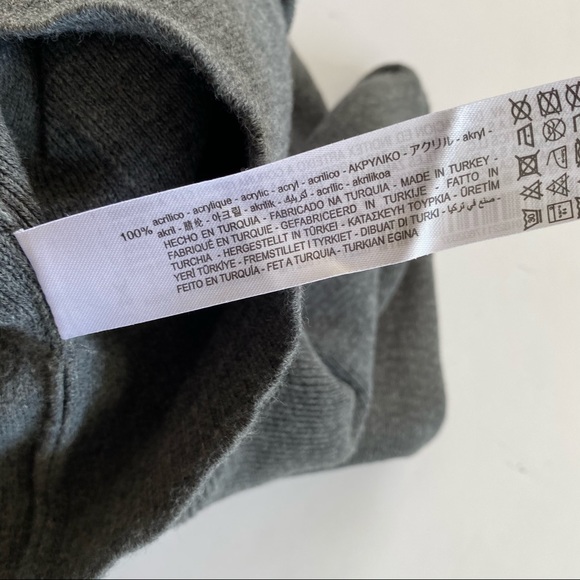 100% acrílico - acrylique - acrylic - acryl - acrilico - ΑΚΡΥΛΙΚΟ - アクリル - akryl -
akril - 腈纶 - 아크릴 - akrilik - اكريليك - acrílic - akrilikoa
HECHO EN TURQUIA - FABRICADO NA TURQUIA - MADE IN TURKEY -
FABRIQUÉ EN TURQUIE - GEFABRICEERD IN TURKIJE - FATTO IN
TURCHIA - HERGESTELLT IN TÜRKEI - ΚΑΤΑΣΚΕΥΗ ΤΟΥΡΚΙΑ - ÜRETİM
YERİ TÜRKİYE - FREMSTILLET I TYRKIET - DIBUAT DI TURKI - صنع في تركيا
FEITO EN TURQUÍA - FET A TURQUIA - TURKIAN EGINA